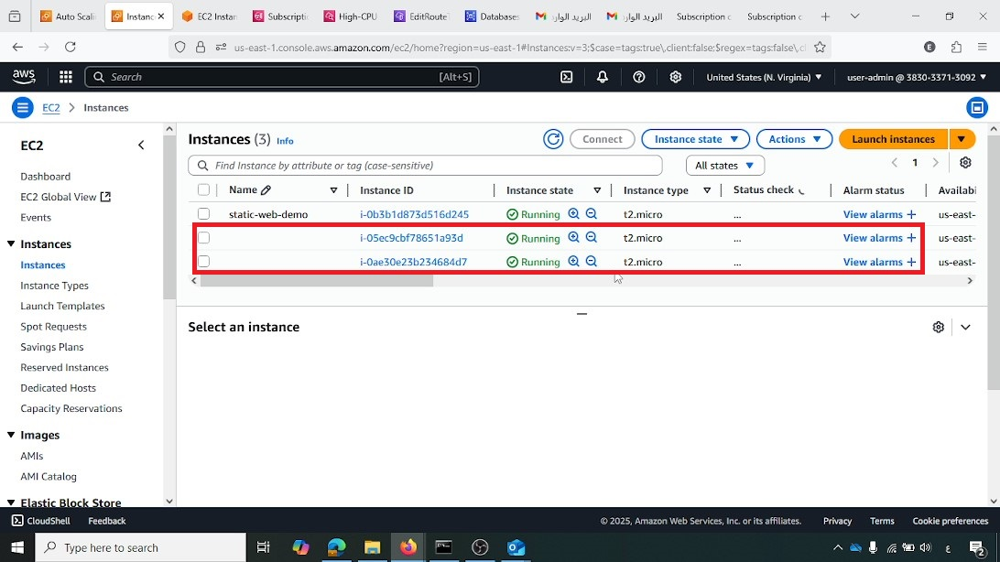 Auto Scali
Instanc
EC2 Instan
Subscriptio
High-CPU
EditRoute
Databases
البريد الوارد
البريد الوارد
Subscription c
Subscription c
us-east-1.console.aws.amazon.com/ec2/home?region=us-east-1#Instances:v=3;$case=tags:true\,client:false;$regex=tags:false\,c
E
aws
Search
[Alt+S]
United States (N. Virginia)
user-admin @ 3830-3371-3092
EC2
Instances
EC2
Dashboard
EC2 Global View
Events
Instances
Instances
Instance Types
Launch Templates
Spot Requests
Savings Plans
Reserved Instances
Dedicated Hosts
Capacity Reservations
Images
AMIs
AMI Catalog
Elastic Block Store
Instances (3) Info
Connect
Instance state
Actions
Launch instances
Find Instance by attribute or tag (case-sensitive)
All states
1
Name Instance ID Instance state Instance type Status check Alarm status Availabi
static-web-demo i-0b3b1d873d516d245 Running t2.micro ... View alarms + us-east-
i-05ec9cbf78651a93d Running t2.micro ... View alarms + us-east-
i-0ae30e23b234684d7 Running t2.micro ... View alarms + us-east-
Select an instance
CloudShell
Feedback
© 2025, Amazon Web Services, Inc. or its affiliates.
Privacy
Terms
Cookie preferences
Type here to search
ع
2